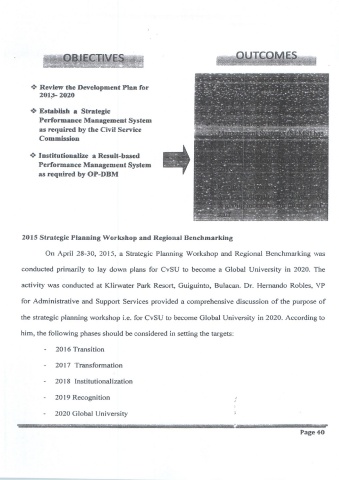 OBJECTIVES
OUTCOMES
❖ Review the Development Plan for
2013- 2020
❖ Establish a Strategic
Performance Management System
as required by the Civil Service
Commission
❖ Institutionalize a Result-based
Performance Management System
as required by OP-DBM
2015 Strategic Planning Workshop and Regional Benchmarking
On April 28-30, 2015, a Strategic Planning Workshop and Regional Benchmarking was
conducted primarily to lay down plans for CvSU to become a Global University in 2020. The
activity was conducted at Klirwater Park Resort, Guiguinto, Bulacan. Dr. Hernando Robles, VP
for Administrative and Support Services provided a comprehensive discussion of the purpose of
the strategic planning workshop i.e. for CvSU to become Global University in 2020. According to
him, the following phases should be considered in setting the targets:
- 2016 Transition
- 2017 Transformation
- 2018 Institutionalization
- 2019 Recognition
- 2020 Global University
Page 40